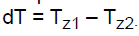 dT = Tz1 – Tz2.